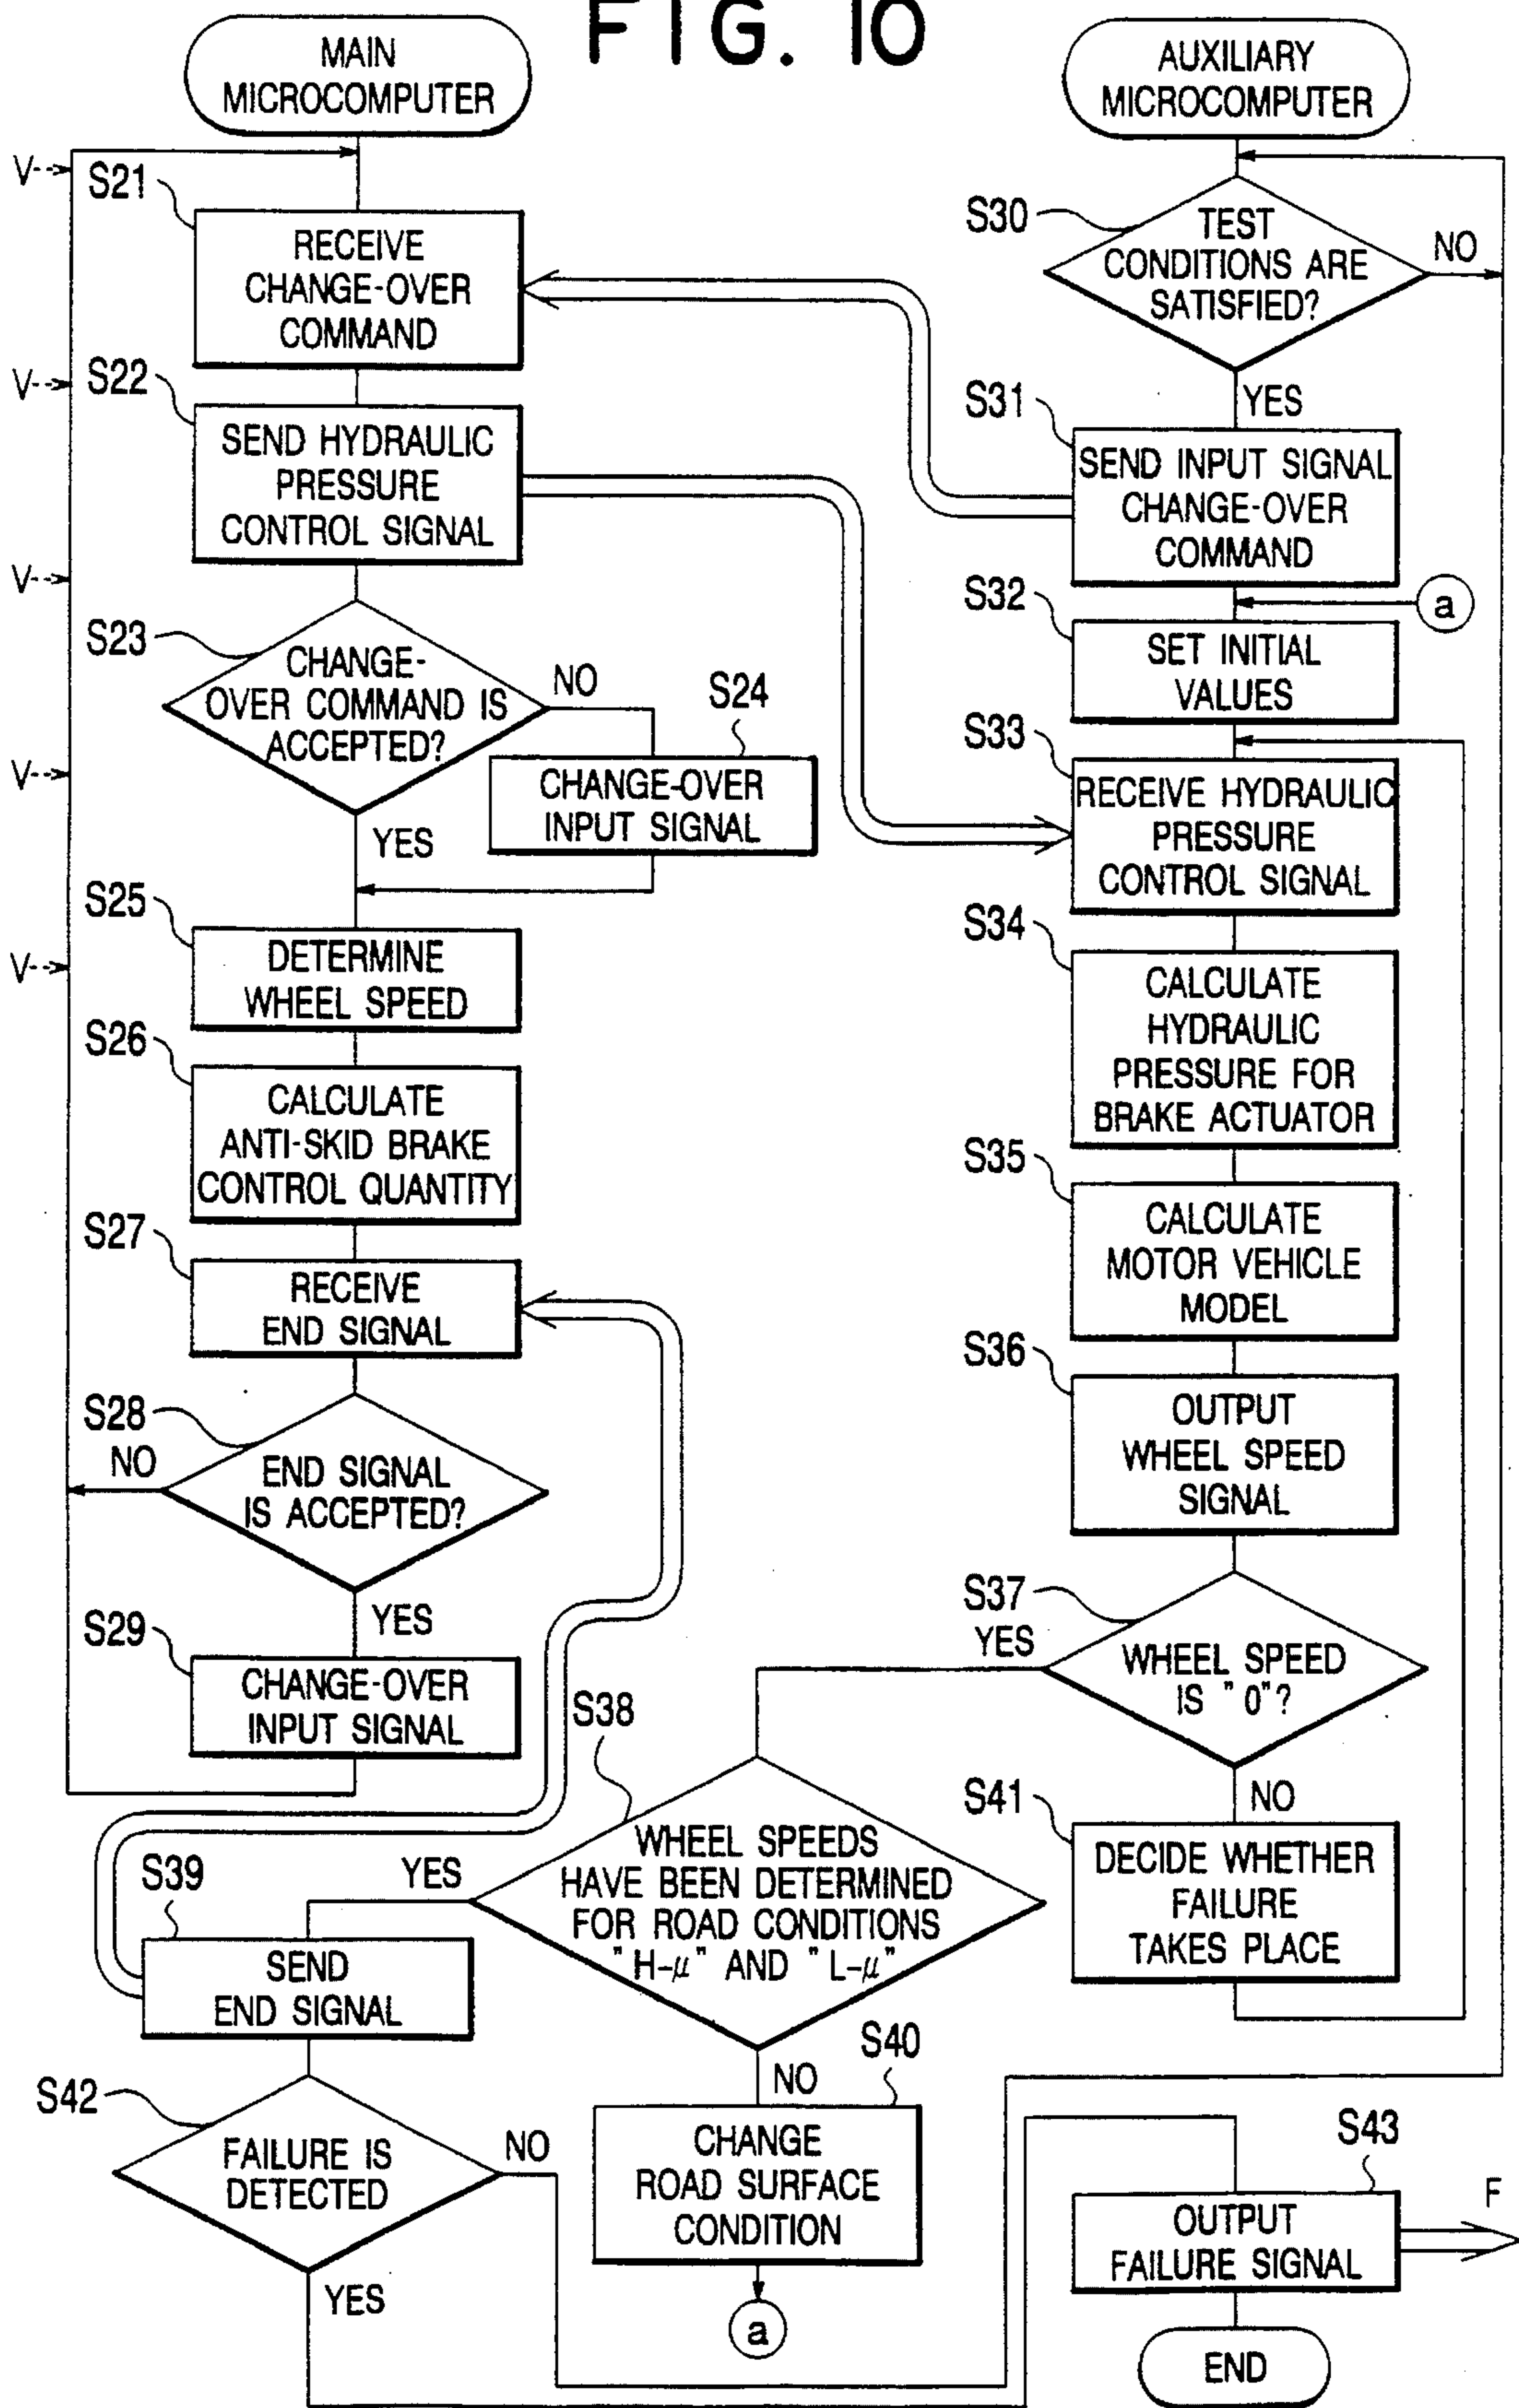 FIG. 10
MAIN
MICROCOMPUTER
V
S21
RECEIVE
CHANGE-OVER
COMMAND
V
S22
SEND HYDRAULIC
PRESSURE
CONTROL SIGNAL
V
S23
CHANGE-
OVER COMMAND IS
ACCEPTED?
NO
S24
CHANGE-OVER
INPUT SIGNAL
V
YES
S25
DETERMINE
WHEEL SPEED
V
S26
CALCULATE
ANTI-SKID BRAKE
CONTROL QUANTITY
S27
RECEIVE
END SIGNAL
S28
END SIGNAL
IS ACCEPTED?
NO
YES
S29
CHANGE-OVER
INPUT SIGNAL
AUXILIARY
MICROCOMPUTER
S30
TEST
CONDITIONS ARE
SATISFIED?
NO
YES
S31
SEND INPUT SIGNAL
CHANGE-OVER
COMMAND
a
S32
SET INITIAL
VALUES
S33
RECEIVE HYDRAULIC
PRESSURE
CONTROL SIGNAL
S34
CALCULATE
HYDRAULIC
PRESSURE FOR
BRAKE ACTUATOR
S35
CALCULATE
MOTOR VEHICLE
MODEL
S36
OUTPUT
WHEEL SPEED
SIGNAL
S37
YES
WHEEL SPEED
IS "0"?
NO
S41
DECIDE WHETHER
FAILURE
TAKES PLACE
S38
WHEEL SPEEDS
HAVE BEEN DETERMINED
FOR ROAD CONDITIONS
"H-μ" AND "L-μ"
YES
NO
S39
SEND
END SIGNAL
S40
CHANGE
ROAD SURFACE
CONDITION
a
S42
FAILURE IS
DETECTED
NO
YES
S43
OUTPUT
FAILURE SIGNAL
F
END